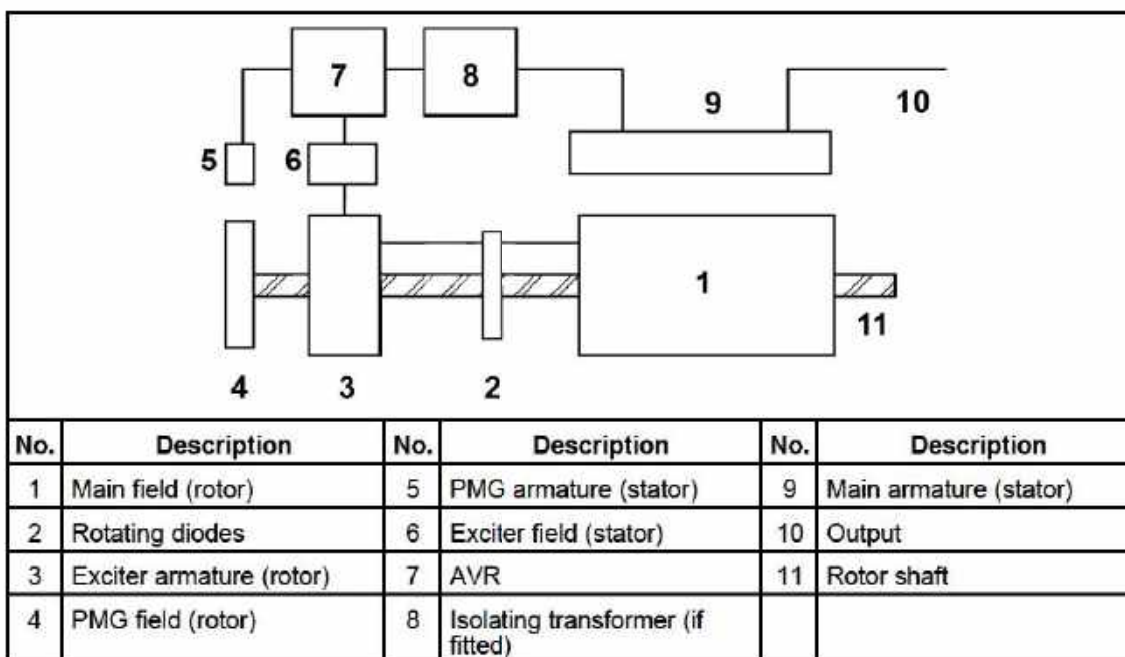 7
8
9
10
5
6
1
11
4
3
2
No. Description No. Description No. Description
1 Main field (rotor) 5 PMG armature (stator) 9 Main armature (stator)
2 Rotating diodes 6 Exciter field (stator) 10 Output
3 Exciter armature (rotor) 7 AVR 11 Rotor shaft
4 PMG field (rotor) 8 Isolating transformer (if
fitted)